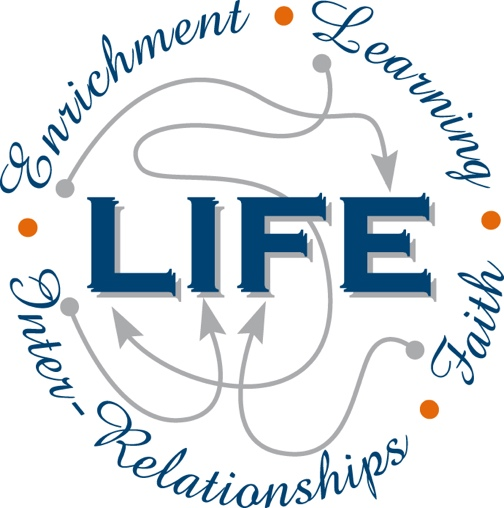 Enrichment • Learning • Faith • Inter-Relationships •
LIFE